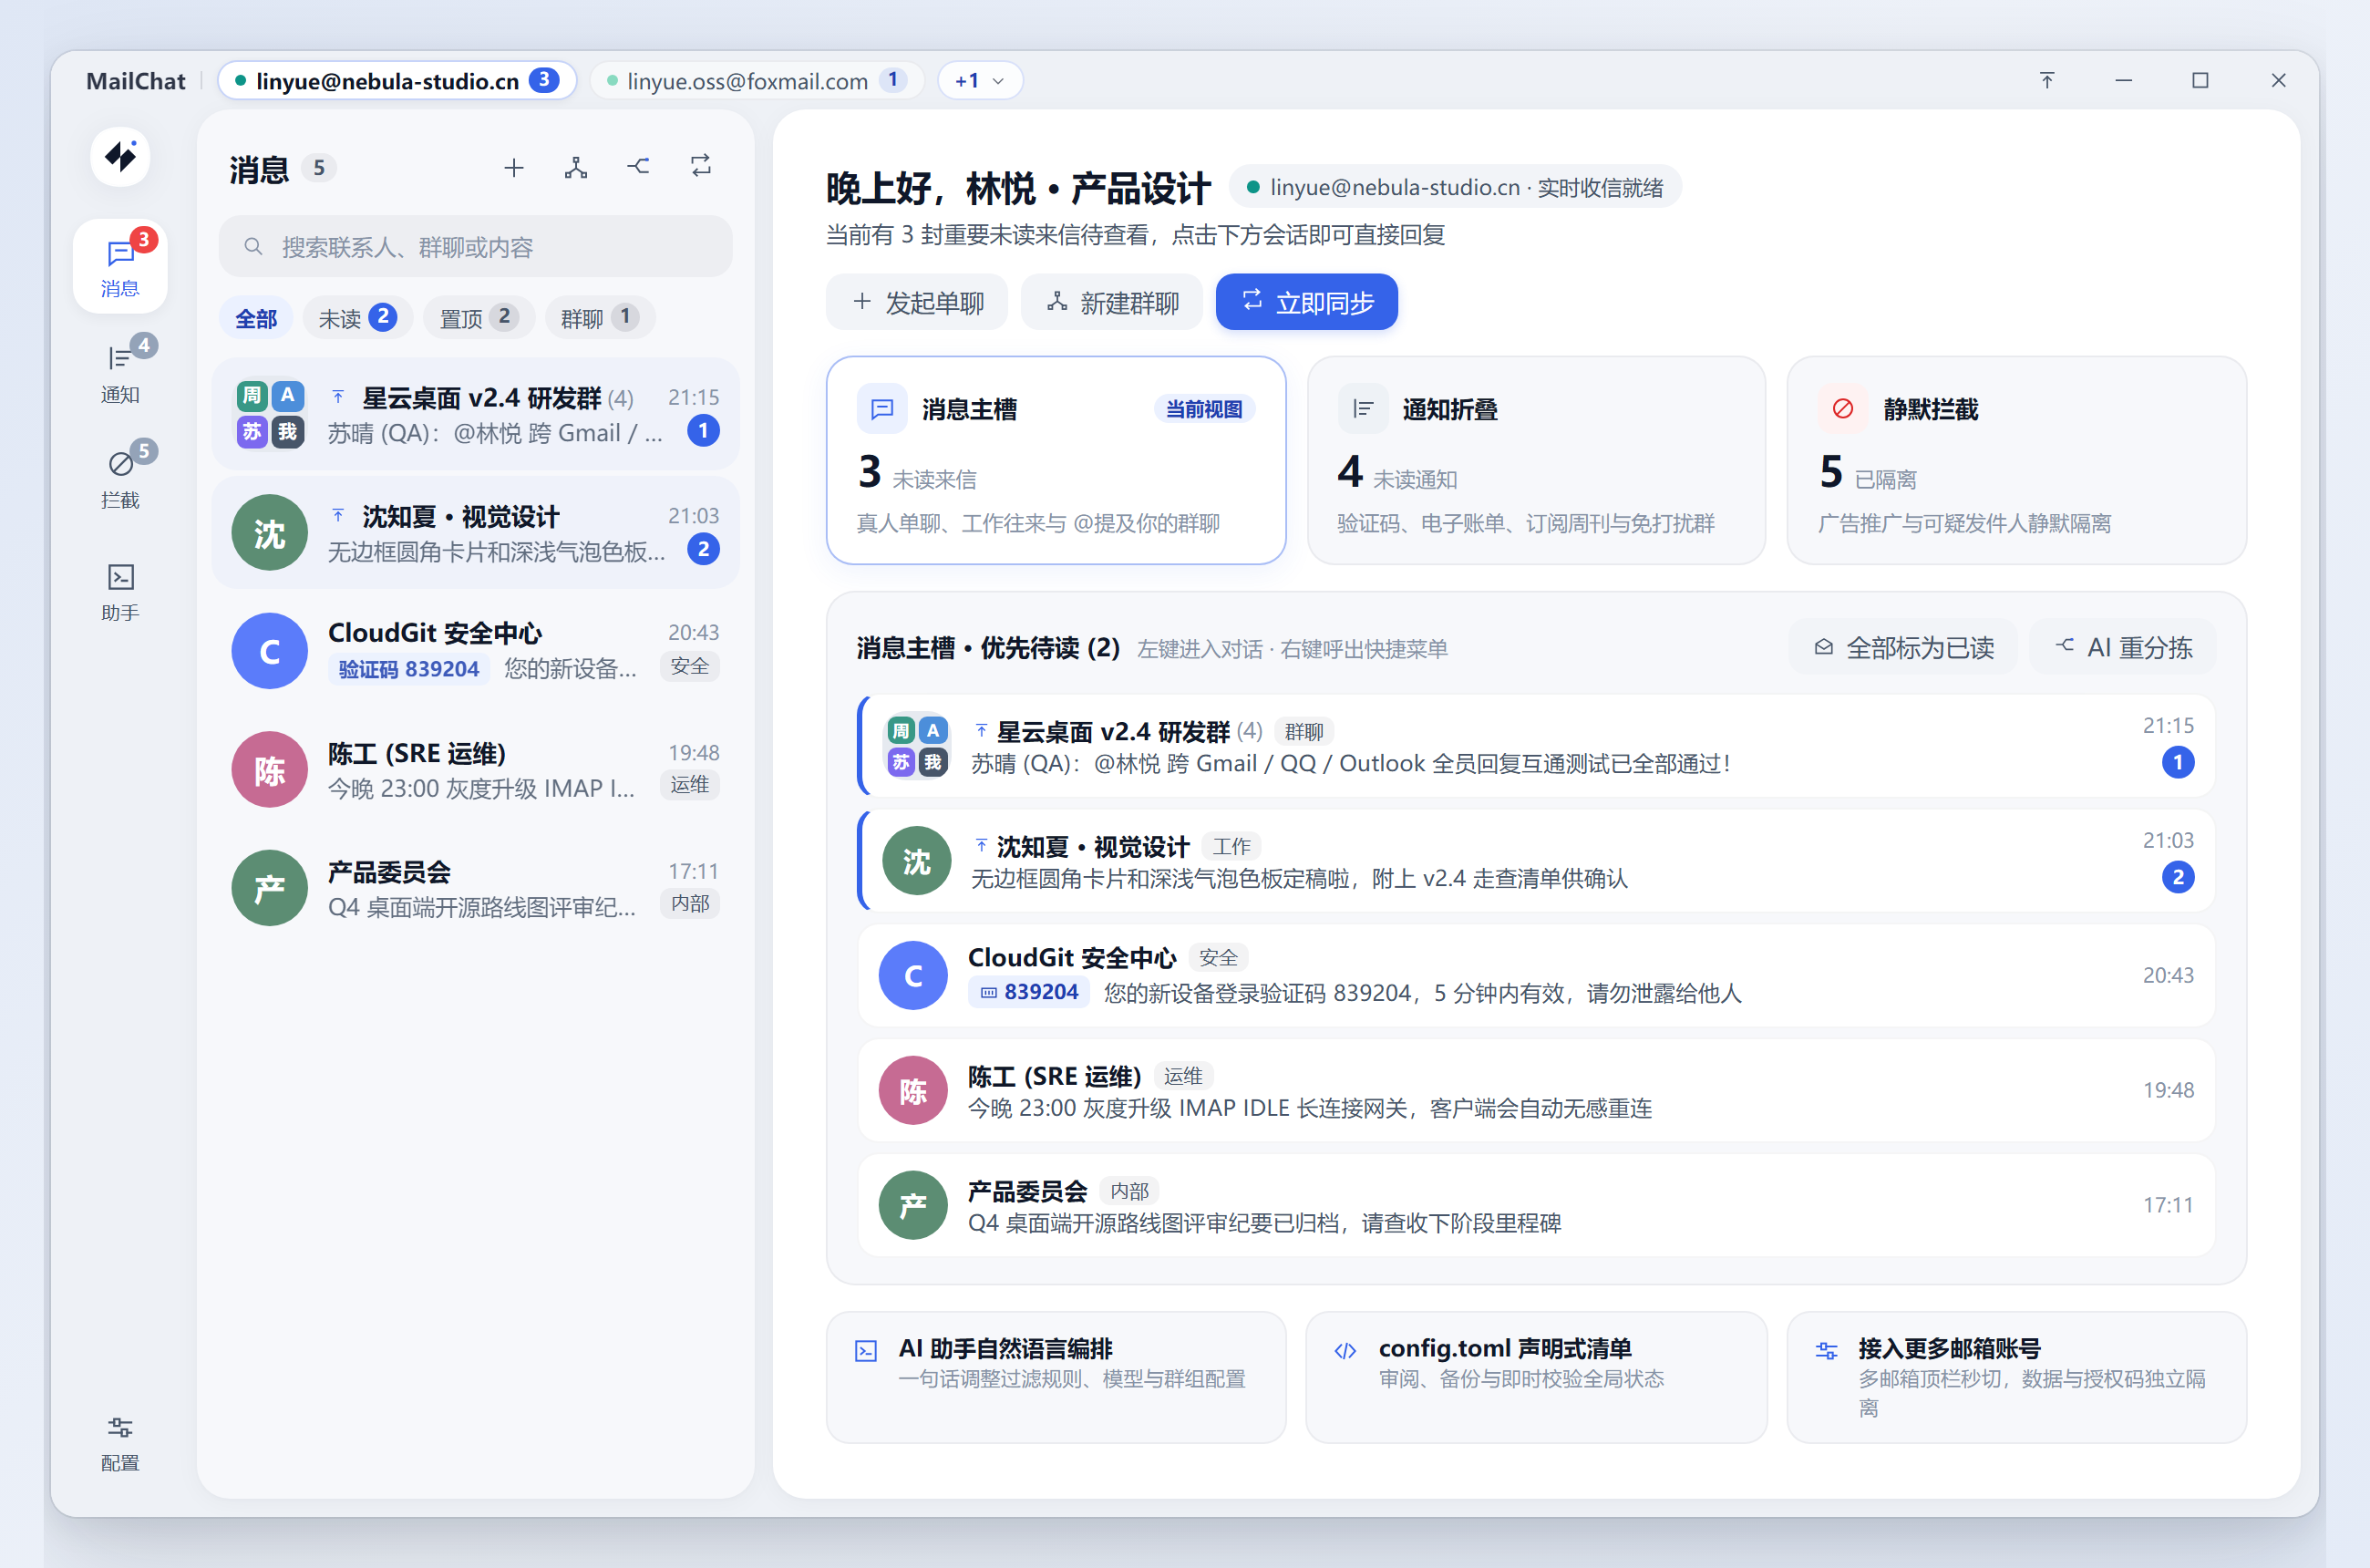 MailChat
linyue@nebula-studio.cn 3
linyue.oss@foxmail.com 1
+1
3
消息
4
通知
5
拦截
助手
配置
消息 5
搜索联系人、群聊或内容
全部 未读 2 置顶 2 群聊 1
周 A 苏 我
星云桌面 v2.4 研发群 (4) 21:15
苏晴 (QA)：@林悦 跨 Gmail / ... 1
沈
沈知夏 • 视觉设计 21:03
无边框圆角卡片和深浅气泡色板... 2
C
CloudGit 安全中心 20:43
验证码 839204 您的新设备... 安全
陈
陈工 (SRE 运维) 19:48
今晚 23:00 灰度升级 IMAP I... 运维
产
产品委员会 17:11
Q4 桌面端开源路线图评审纪... 内部
晚上好，林悦 • 产品设计 linyue@nebula-studio.cn · 实时收信就绪
当前有 3 封重要未读来信待查看，点击下方会话即可直接回复
发起单聊 新建群聊 立即同步
消息主槽 当前视图
3 未读来信
真人单聊、工作往来与 @提及你的群聊
通知折叠
4 未读通知
验证码、电子账单、订阅周刊与免打扰群
静默拦截
5 已隔离
广告推广与可疑发件人静默隔离
消息主槽 • 优先待读 (2) 左键进入对话 · 右键呼出快捷菜单 全部标为已读 AI 重分拣
周 A 苏 我
星云桌面 v2.4 研发群 (4) 群聊 21:15
苏晴 (QA)：@林悦 跨 Gmail / QQ / Outlook 全员回复互通测试已全部通过！ 1
沈
沈知夏 • 视觉设计 工作 21:03
无边框圆角卡片和深浅气泡色板定稿啦，附上 v2.4 走查清单供确认 2
C
CloudGit 安全中心 安全 20:43
839204 您的新设备登录验证码 839204，5 分钟内有效，请勿泄露给他人
陈
陈工 (SRE 运维) 运维 19:48
今晚 23:00 灰度升级 IMAP IDLE 长连接网关，客户端会自动无感重连
产
产品委员会 内部 17:11
Q4 桌面端开源路线图评审纪要已归档，请查收下阶段里程碑
AI 助手自然语言编排
一句话调整过滤规则、模型与群组配置
config.toml 声明式清单
审阅、备份与即时校验全局状态
接入更多邮箱账号
多邮箱顶栏秒切，数据与授权码独立隔
离